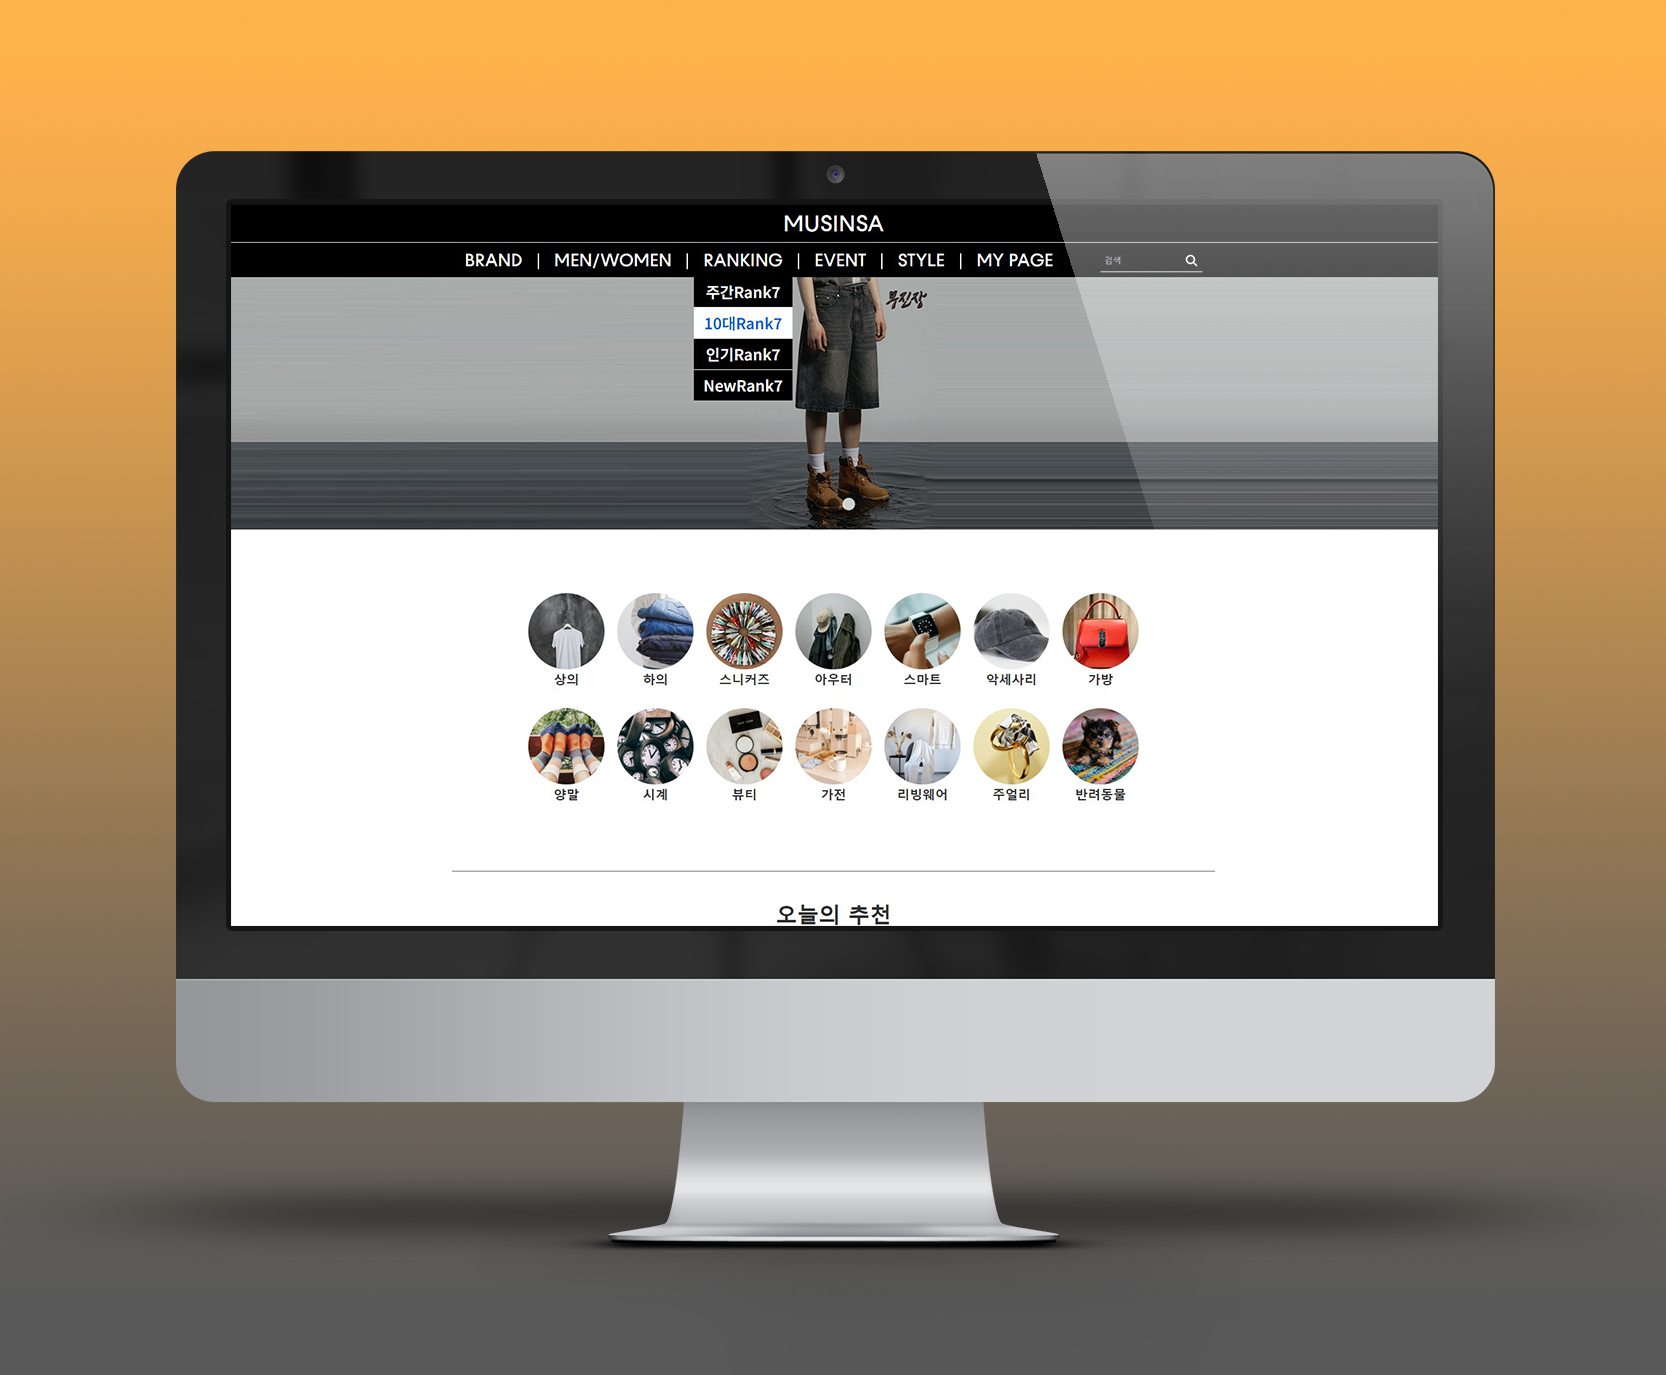 MUSINSA
BRAND | MEN/WOMEN | RANKING | EVENT | STYLE | MY PAGE
검색
주간Rank7
10대Rank7
인기Rank7
NewRank7
무진장
상의 하의 스니커즈 아우터 스마트 악세사리 가방
양말 시계 뷰티 가전 리빙웨어 주얼리 반려동물
오늘의 추천